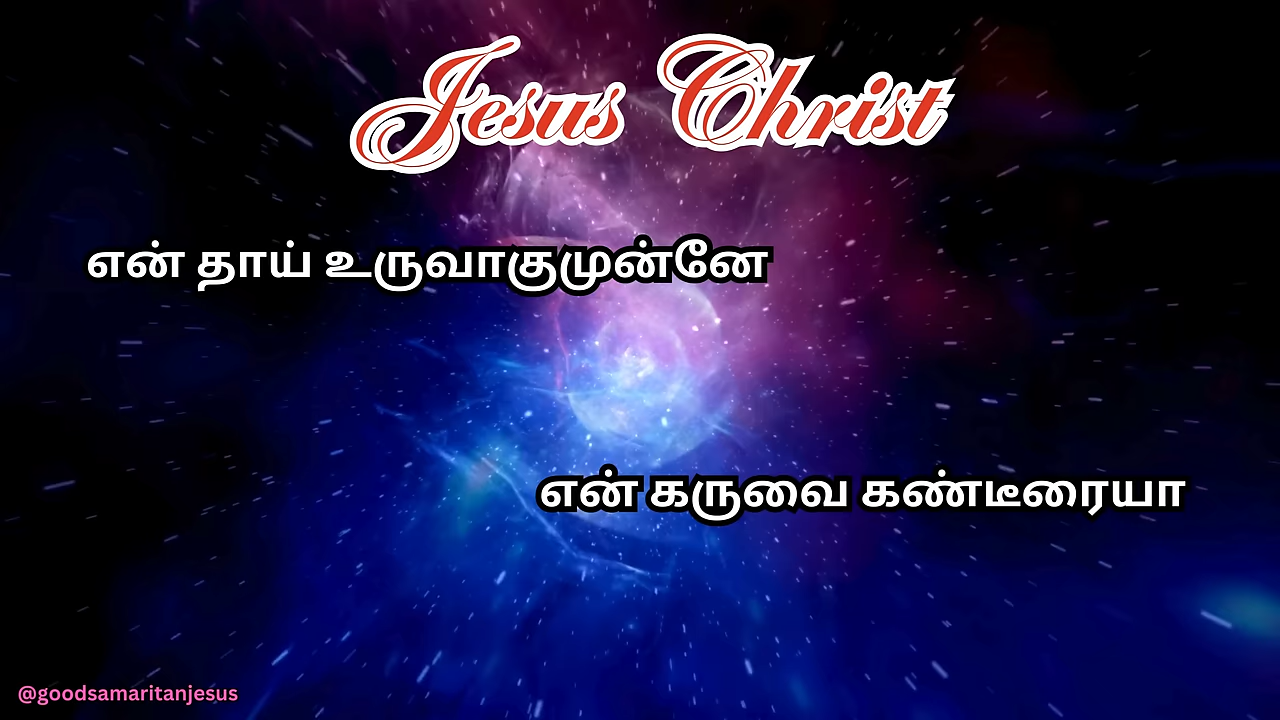 Jesus Christ
என் தாய் உருவாகுமுன்னே
என் கருவை கண்டீரையா
@goodsamaritanjesus